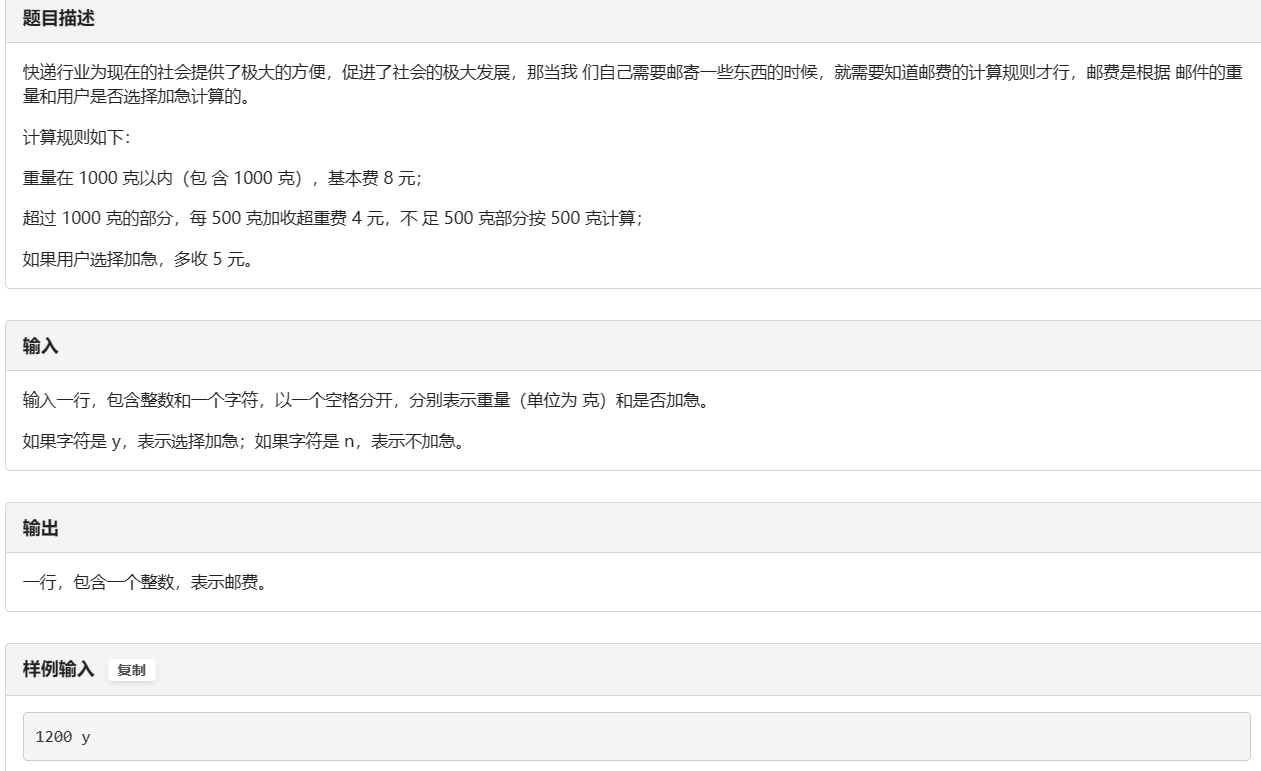 题目描述
快递行业为现在的社会提供了极大的方便，促进了社会的极大发展，那当我 们自己需要邮寄一些东西的时候，就需要知道邮费的计算规则才行，邮费是根据 邮件的重
量和用户是否选择加急计算的。
计算规则如下：
重量在 1000 克以内（包 含 1000 克），基本费 8 元；
超过 1000 克的部分，每 500 克加收超重费 4 元，不 足 500 克部分按 500 克计算；
如果用户选择加急，多收 5 元。
输入
输入一行，包含整数和一个字符，以一个空格分开，分别表示重量（单位为 克）和是否加急。
如果字符是 y，表示选择加急；如果字符是 n，表示不加急。
输出
一行，包含一个整数，表示邮费。
样例输入 复制
1200 y